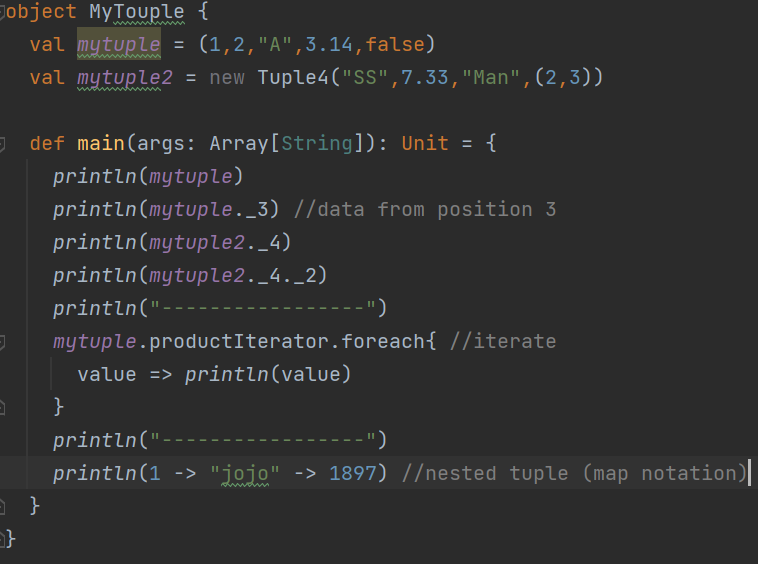 object MyTouple {
  val mytuple = (1,2,"A",3.14,false)
  val mytuple2 = new Tuple4("SS",7.33,"Man",(2,3))
  def main(args: Array[String]): Unit = {
    println(mytuple)
    println(mytuple._3) //data from position 3
    println(mytuple2._4)
    println(mytuple2._4._2)
    println("-----------------")
    mytuple.productIterator.foreach{ //iterate
      value => println(value)
    }
    println("-----------------")
    println(1 -> "jojo" -> 1897) //nested tuple (map notation)
  }
}